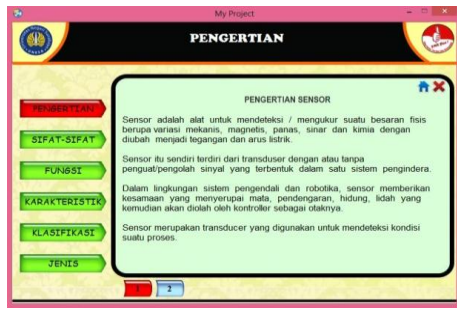 My Project
PENGERTIAN
PENGERTIAN
SIFAT-SIFAT
FUNGSI
KARAKTERISTIK
KLASIFIKASI
JENIS
PENGERTIAN SENSOR
Sensor adalah alat untuk mendeteksi / mengukur suatu besaran fisis
berupa variasi mekanis, magnetis, panas, sinar dan kimia dengan
diubah menjadi tegangan dan arus listrik.
Sensor itu sendiri terdiri dari transduser dengan atau tanpa
penguat/pengolah sinyal yang terbentuk dalam satu sistem pengindera.
Dalam lingkungan sistem pengendali dan robotika, sensor memberikan
kesamaan yang menyerupai mata, pendengaran, hidung, lidah yang
kemudian akan diolah oleh kontroller sebagai otaknya.
Sensor merupakan transducer yang digunakan untuk mendeteksi kondisi
suatu proses.
1
2